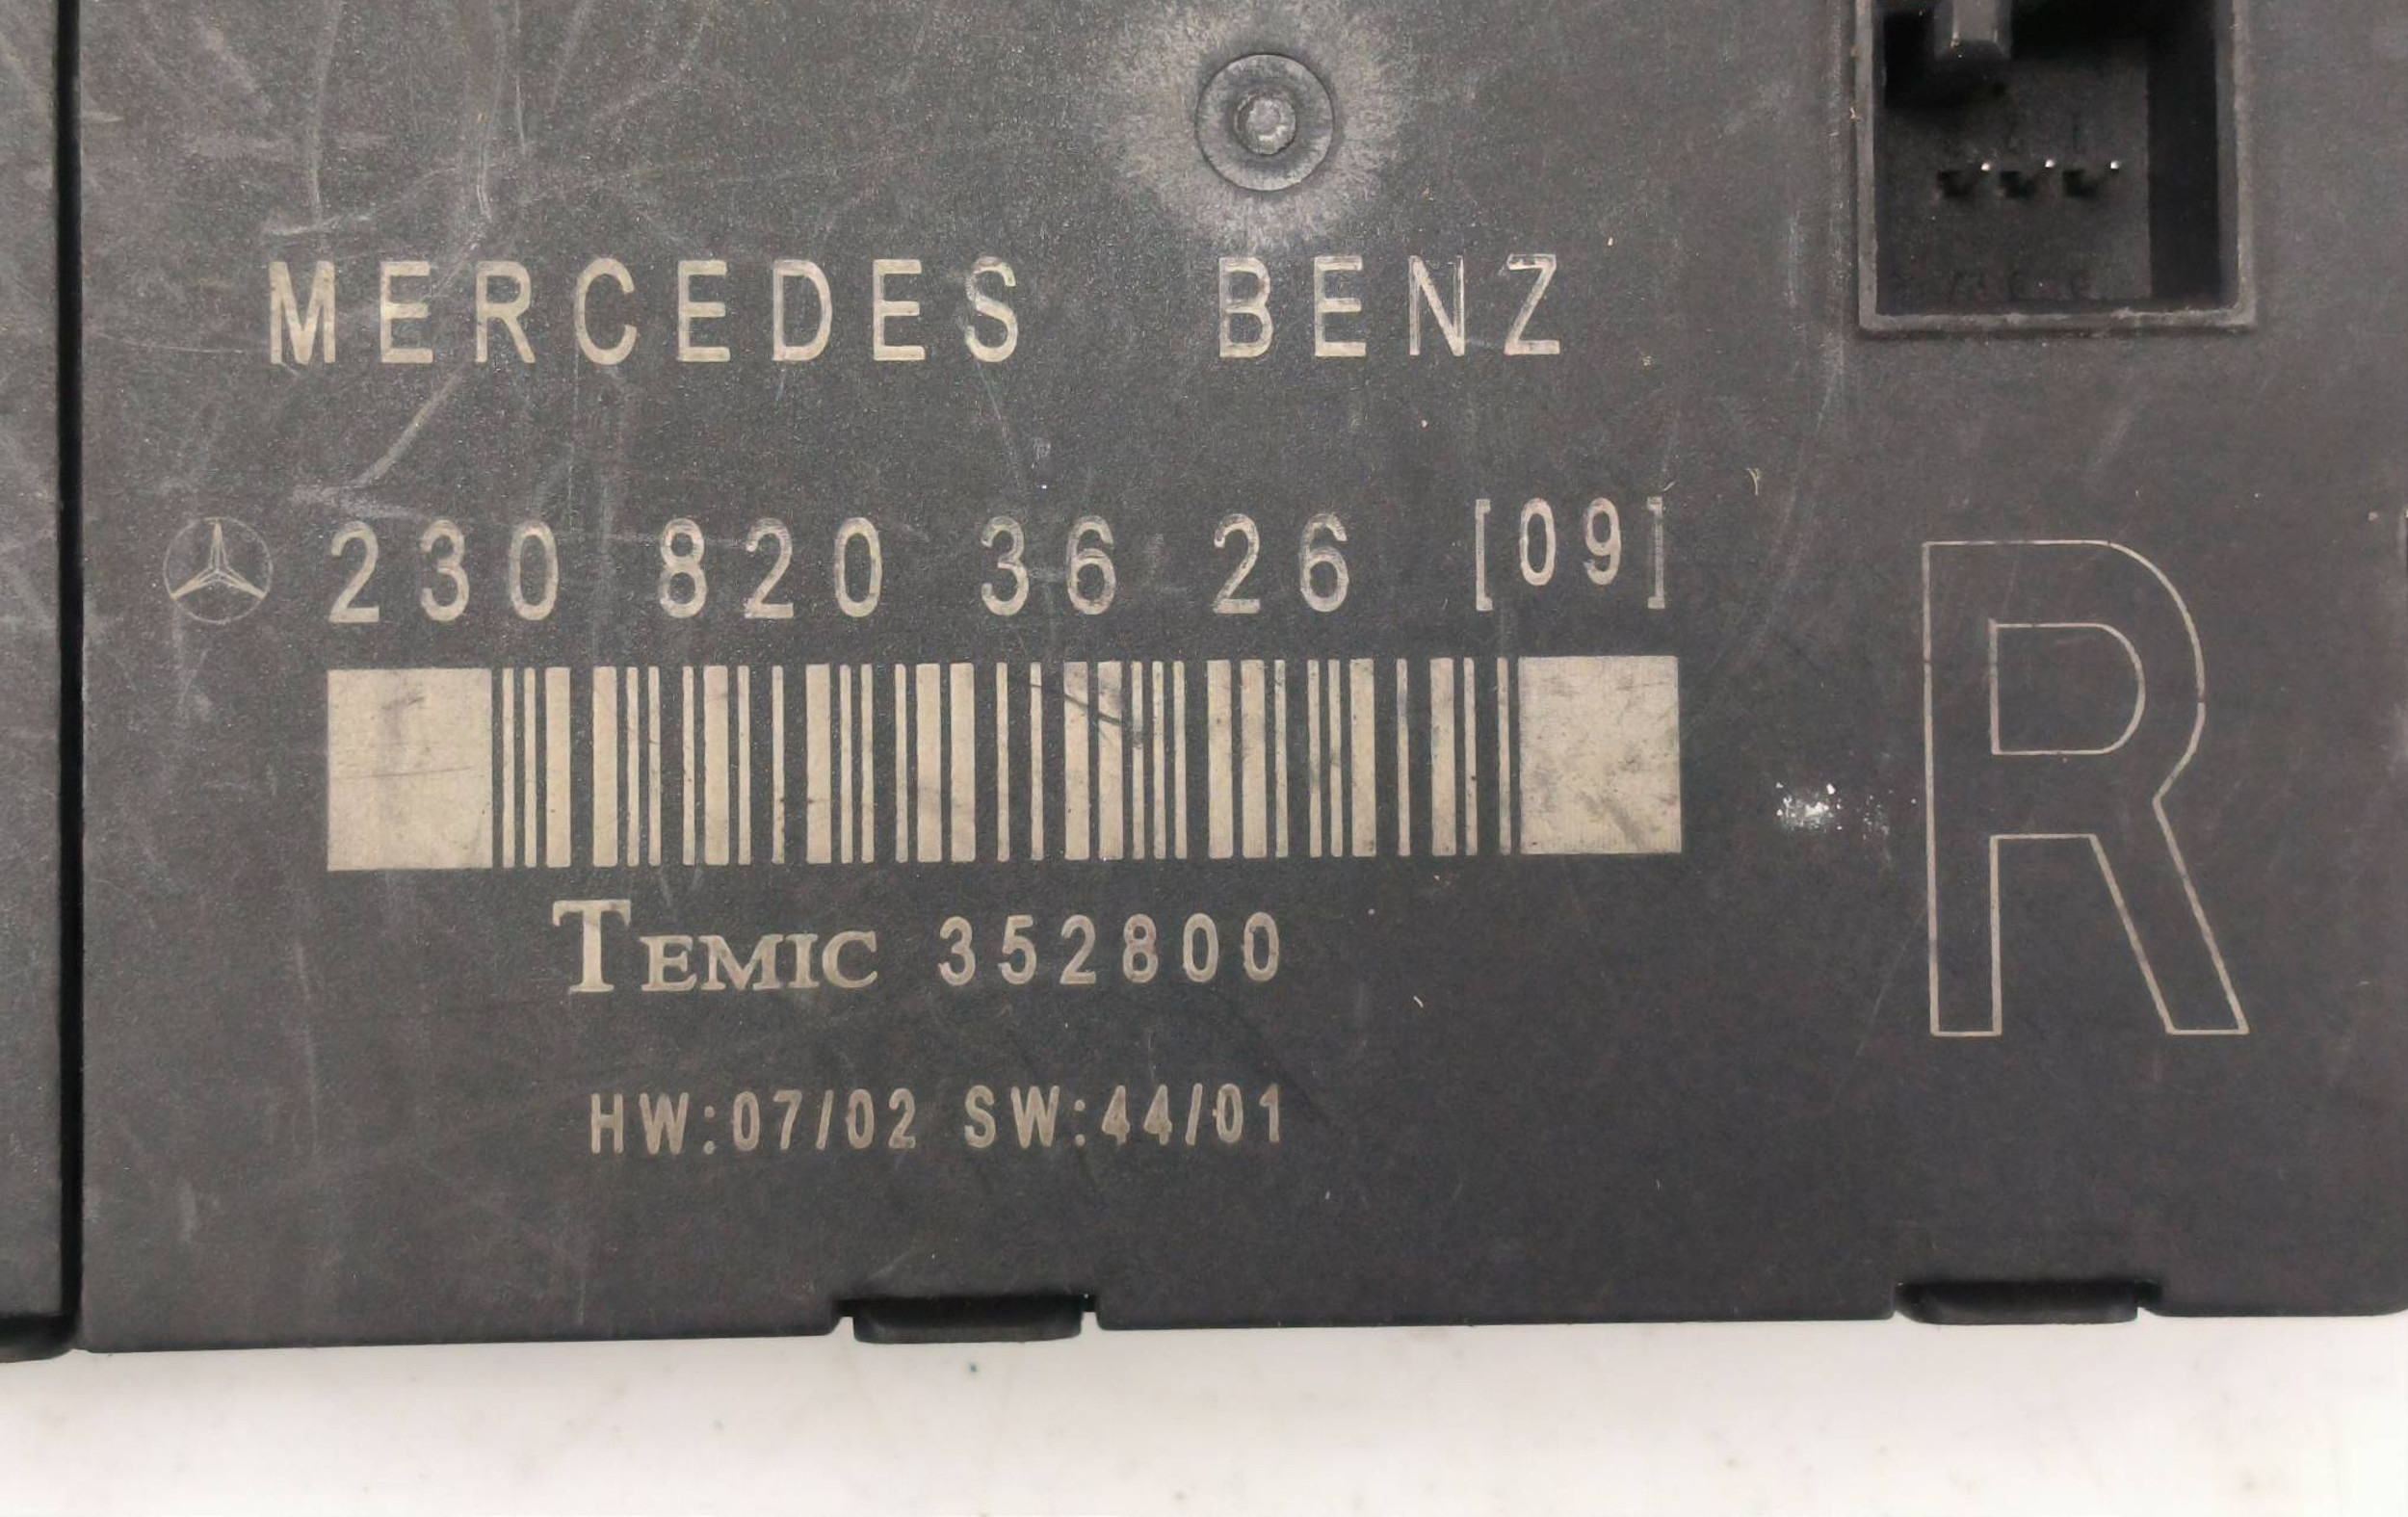 MERCEDES BENZ
230 820 36 26 [09]
TEMIC 352800
HW:07/02 SW:44/01
R